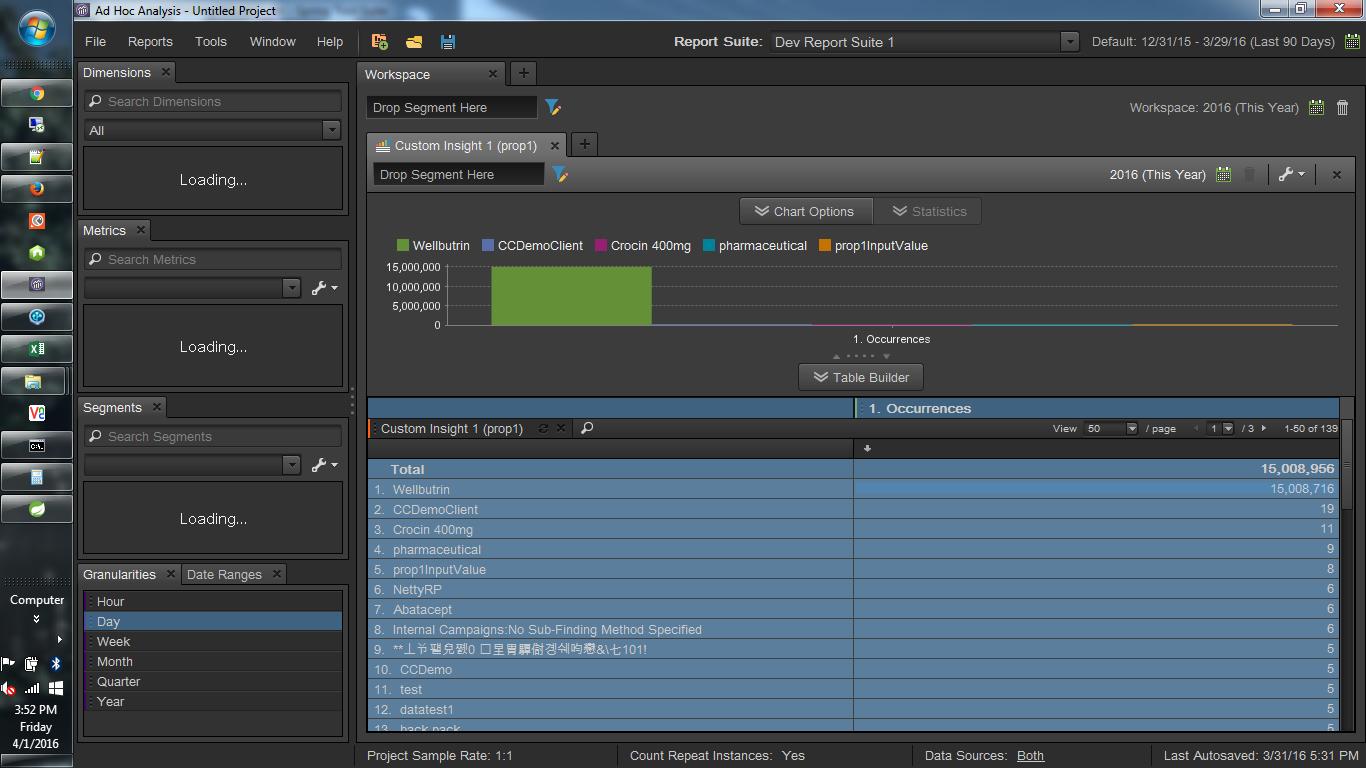 Ad Hoc Analysis - Untitled Project
File Reports Tools Window Help
Report Suite: Dev Report Suite 1
Default: 12/31/15 - 3/29/16 (Last 90 Days)
Dimensions
Search Dimensions
All
Loading...
Metrics
Search Metrics
Loading...
Segments
Search Segments
Loading...
Granularities Date Ranges
Hour
Day
Week
Month
Quarter
Year
Workspace
Drop Segment Here
Workspace: 2016 (This Year)
Custom Insight 1 (prop1)
Drop Segment Here
2016 (This Year)
Chart Options Statistics
Wellbutrin CCDemoClient Crocin 400mg pharmaceutical prop1InputValue
15,000,000
10,000,000
5,000,000
0
1. Occurrences
Table Builder
1. Occurrences
Custom Insight 1 (prop1) View 50 / page 1 / 3 1-50 of 139
Total 15,008,956
1. Wellbutrin 15,008,716
2. CCDemoClient 19
3. Crocin 400mg 11
4. pharmaceutical 9
5. prop1InputValue 8
6. NettyRP 6
7. Abatacept 6
8. Internal Campaigns:No Sub-Finding Method Specified 6
9. 101! 5
10. CCDemo 5
11. test 5
12. datatest1 5
13. back pack 5
Project Sample Rate: 1:1 Count Repeat Instances: Yes Data Sources: Both Last Autosaved: 3/31/16 5:31 PM
Computer
3:52 PM
Friday
4/1/2016